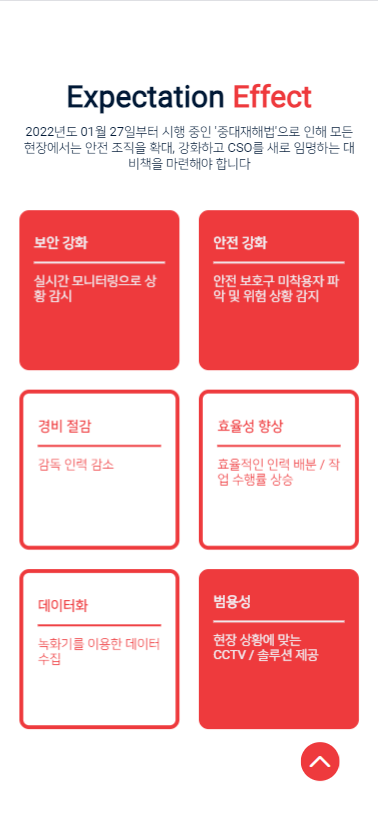 Expectation Effect
2022년도 01월 27일부터 시행 중인 '중대재해법'으로 인해 모든
현장에서는 안전 조직을 확대, 강화하고 CSO를 새로 임명하는 대
비책을 마련해야 합니다
보안 강화
실시간 모니터링으로 상
황 감시
안전 강화
안전 보호구 미착용자 파
악 및 위험 상황 감지
경비 절감
감독 인력 감소
효율성 향상
효율적인 인력 배분 / 작
업 수행률 상승
데이터화
녹화기를 이용한 데이터
수집
범용성
현장 상황에 맞는
CCTV / 솔루션 제공